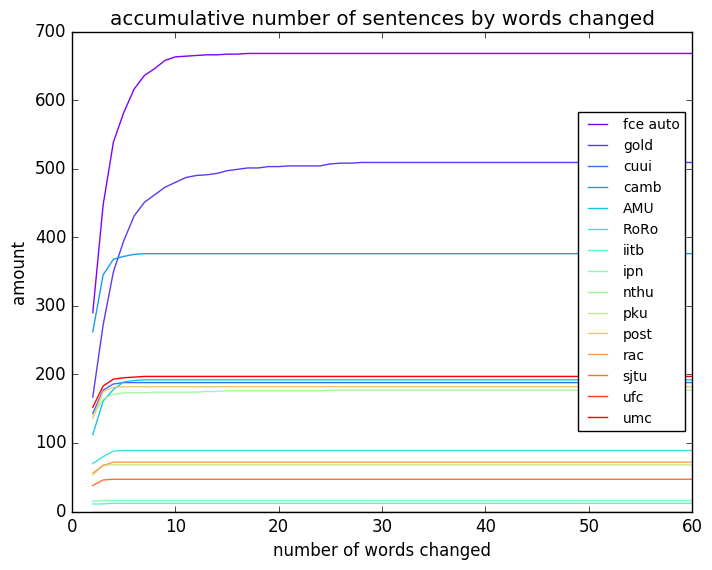 accumulative number of sentences by words changed
700
600
500
400
300
200
100
0
amount
fce auto
gold
cuui
camb
AMU
RoRo
iitb
ipn
nthu
pku
post
rac
sjtu
ufc
umc
0 10 20 30 40 50 60
number of words changed